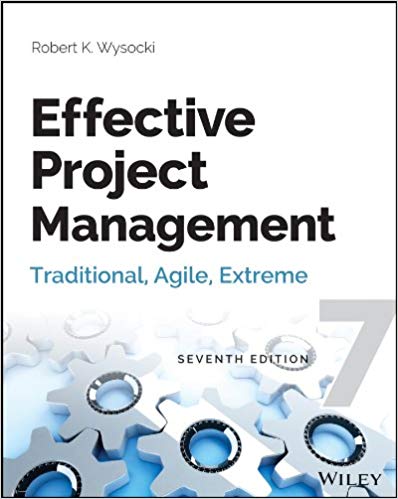 Robert K. Wysocki
Effective
Project
Management
Traditional, Agile, Extreme
7
SEVENTH EDITION
WILEY